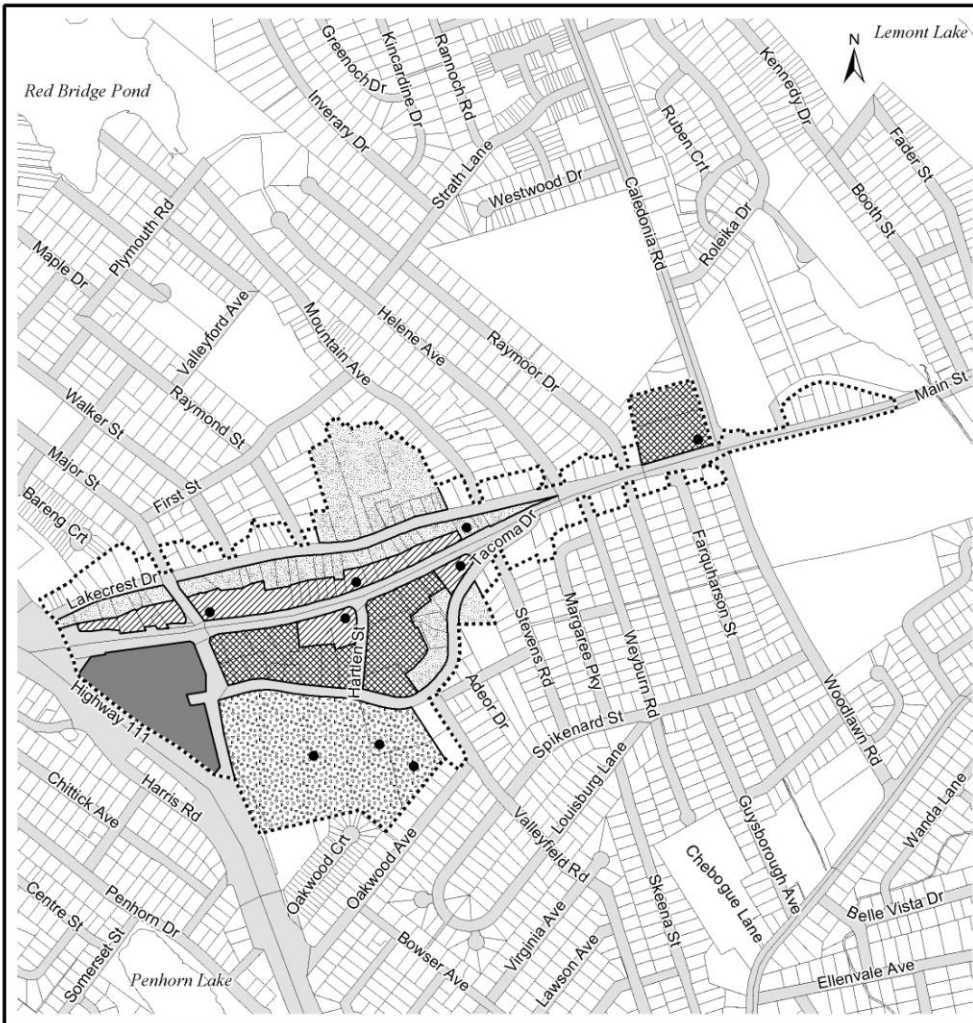 Lemont Lake
N
Red Bridge Pond
Greenoch Dr
Kincardine Dr
Rannoch Rd
Inverary Dr
Strath Lane
Westwood Dr
Caledonia Rd
Ruben Crt
Roleika Dr
Kennedy Dr
Fader St
Booth St
Maple Dr
Plymouth Rd
Valleyford Ave
Mountain Ave
Helene Ave
Raymoor Dr
Main St
Walker St
Raymond St
Major St
First St
Bareng Crt
Lakecrest Dr
Tacoma Dr
Hartlen St
Stevens Rd
Margaree Pky
Weyburn Rd
Farquharson St
Woodlawn Rd
Highway 111
Adeor Dr
Spikenard St
Harris Rd
Chittick Ave
Louisburg Lane
Valleyfield Rd
Guysborough Ave
Wanda Lane
Oakwood Crt
Oakwood Ave
Skeena St
Chebogue Lane
Centre St
Penhorn Dr
Somerset St
Bowser Ave
Virginia Ave
Lawson Ave
Belle Vista Dr
Ellenvale Ave
Penhorn Lake